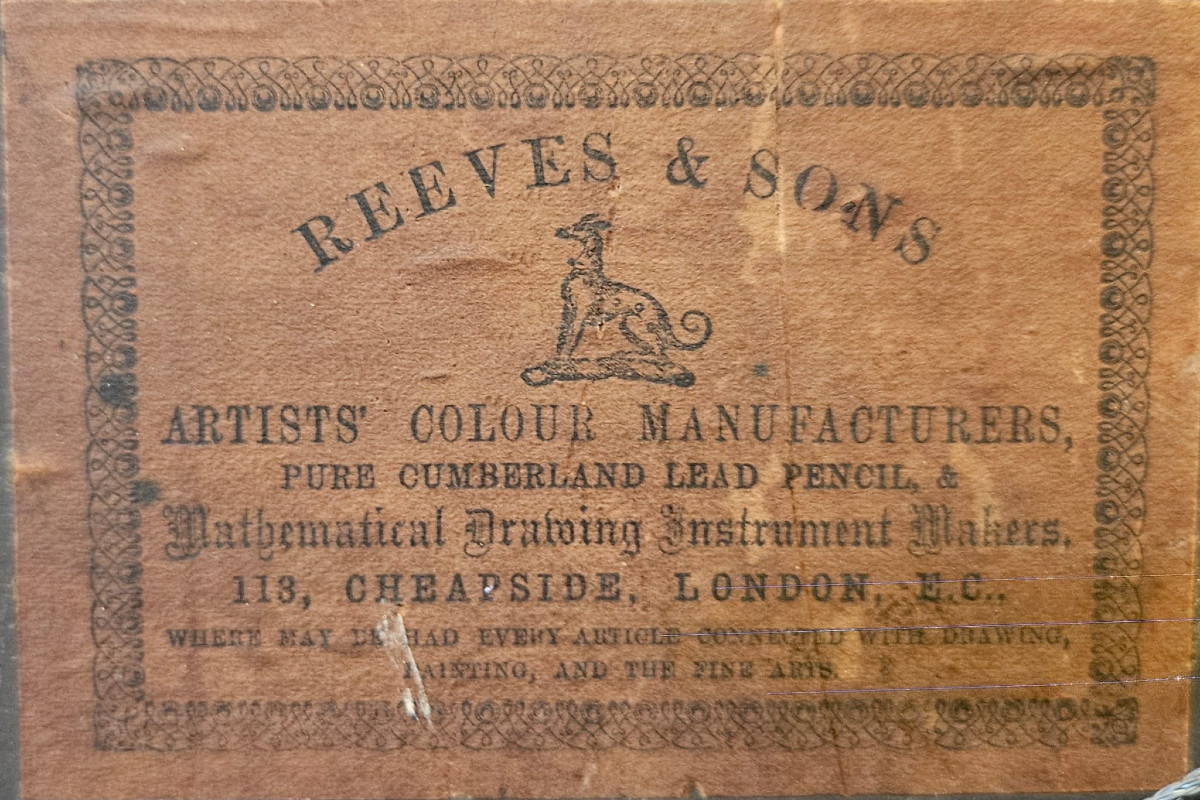 REEVES & SONS
ARTISTS' COLOUR MANUFACTURERS,
PURE CUMBERLAND LEAD PENCIL, &
Mathematical Drawing Instrument Makers.
113, CHEAPSIDE, LONDON, E.C.,
WHERE MAY BE HAD EVERY ARTICLE CONNECTED WITH DRAWING,
PAINTING, AND THE FINE ARTS.